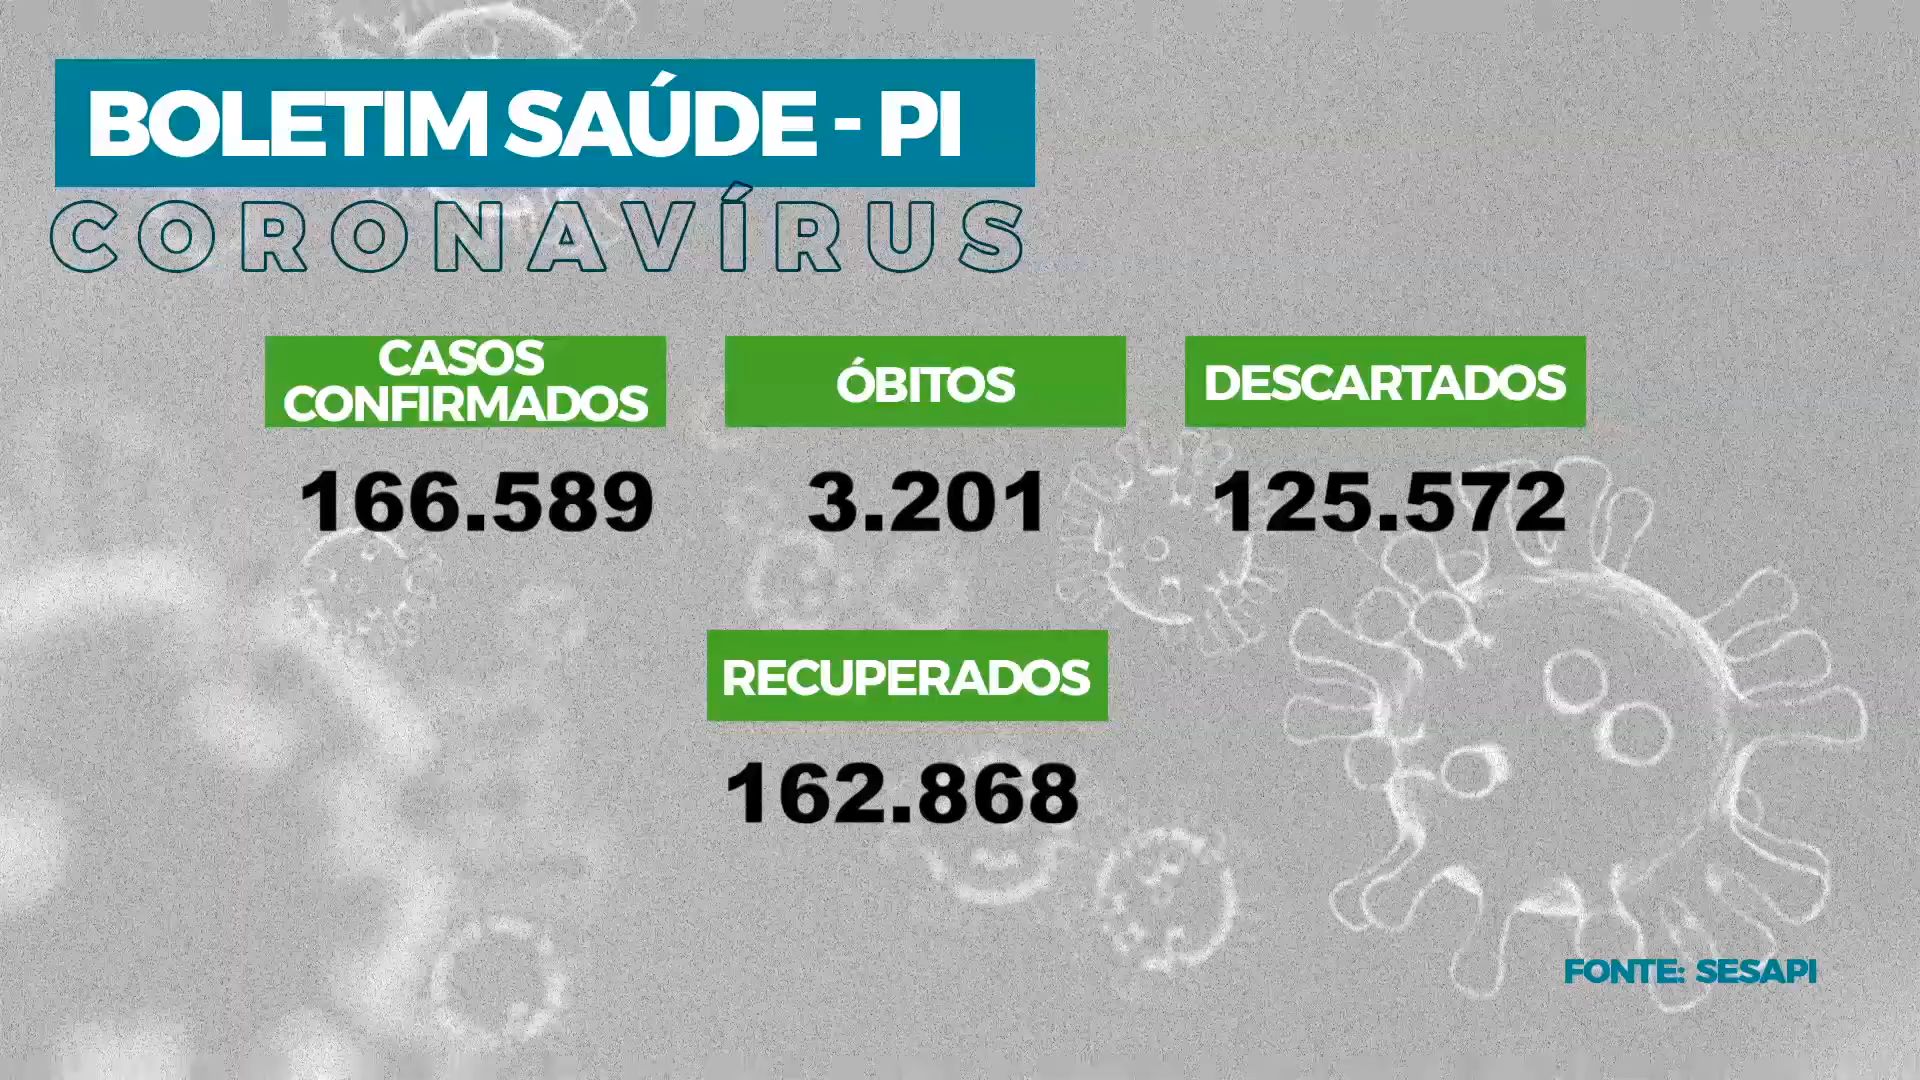 BOLETIM SAÚDE - PI
CORONAVÍRUS
CASOS
CONFIRMADOS
166.589
ÓBITOS
3.201
DESCARTADOS
125.572
RECUPERADOS
162.868
FONTE: SESAPI